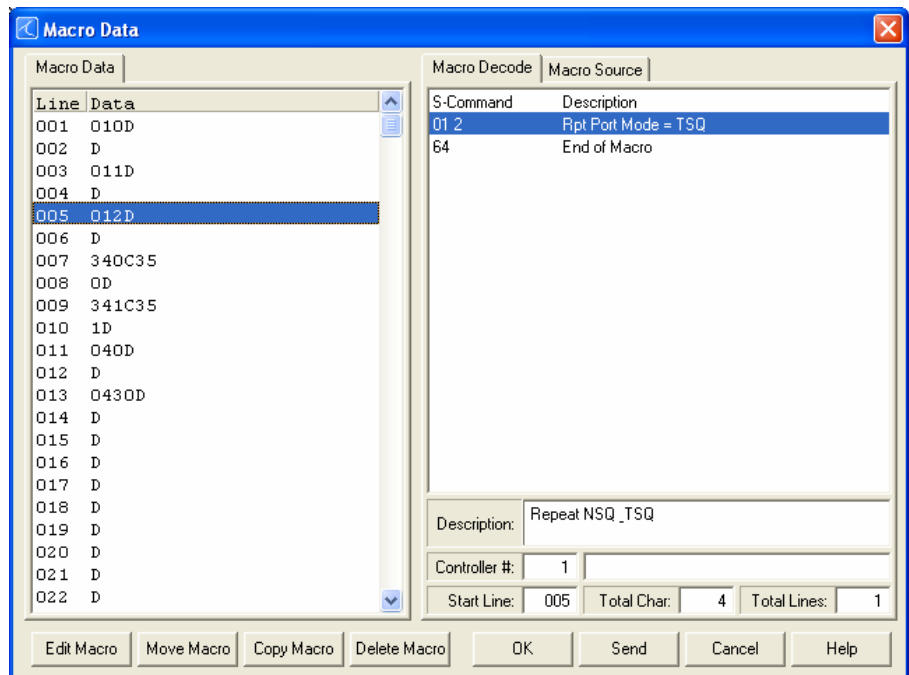 Macro Data
Macro Data
Line Data
001 010D
002 D
003 011D
004 D
005 012D
006 D
007 340C35
008 0D
009 341C35
010 1D
011 040D
012 D
013 0430D
014 D
015 D
016 D
017 D
018 D
019 D
020 D
021 D
022 D
Macro Decode Macro Source
S-Command Description
01 2 Rpt Port Mode = TSQ
64 End of Macro
Description: Repeat NSQ _TSQ
Controller #: 1
Start Line: 005 Total Char: 4 Total Lines: 1
Edit Macro Move Macro Copy Macro Delete Macro OK Send Cancel Help